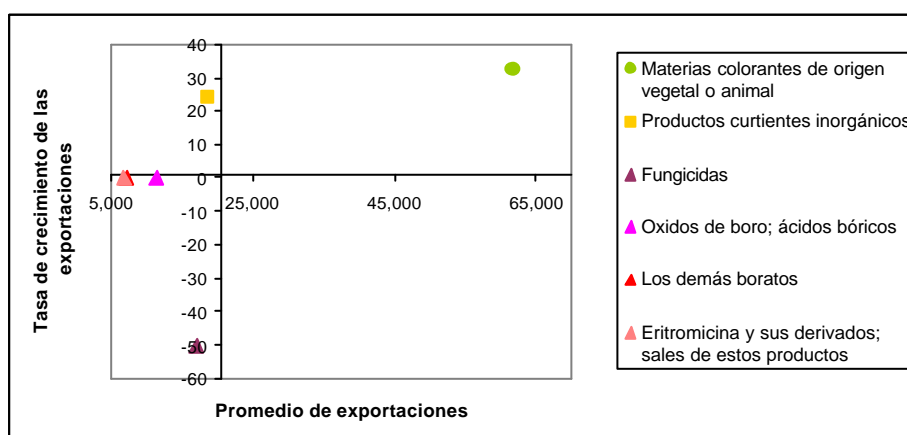 Tasa de crecimiento de las
exportaciones
40
30
20
10
0
-10
-20
-30
-40
-50
-60
5,000
25,000
45,000
65,000
Promedio de exportaciones
Materias colorantes de origen
vegetal o animal
Productos curtientes inorgánicos
Fungicidas
Oxidos de boro; ácidos bóricos
Los demás boratos
Eritromicina y sus derivados;
sales de estos productos